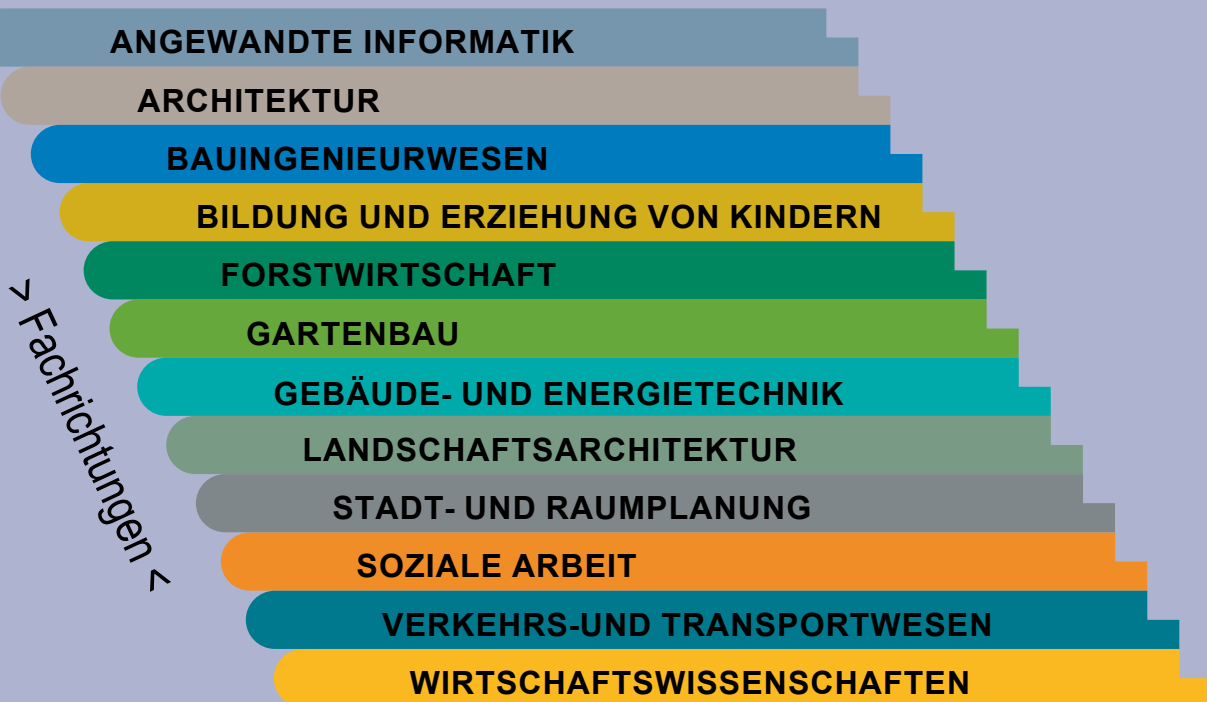 ANGEWANDTE INFORMATIK
ARCHITEKTUR
BAUINGENIEURWESEN
BILDUNG UND ERZIEHUNG VON KINDERN
FORSTWIRTSCHAFT
GARTENBAU
GEBÄUDE- UND ENERGIETECHNIK
LANDSCHAFTSARCHITEKTUR
STADT- UND RAUMPLANUNG
SOZIALE ARBEIT
VERKEHRS-UND TRANSPORTWESEN
WIRTSCHAFTSWISSENSCHAFTEN
> Fachrichtungen <